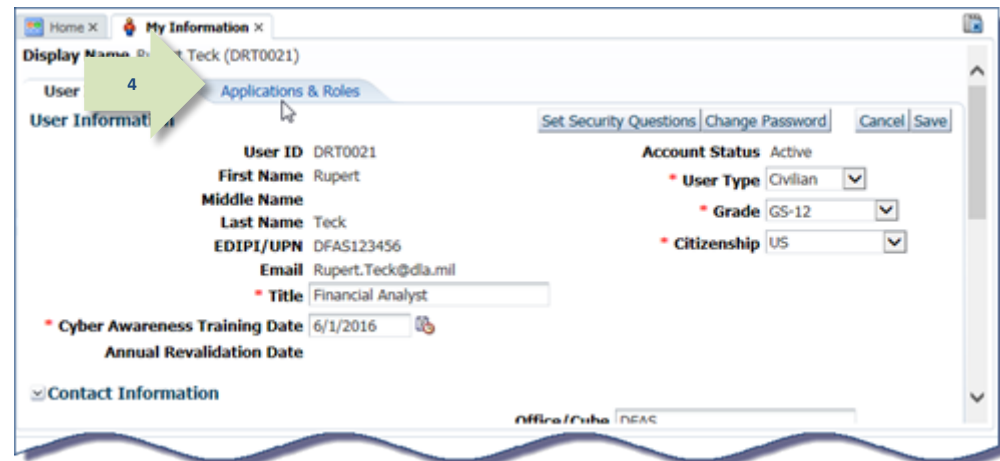 Home × My Information ×
Display Name Rupert Teck (DRT0021)
4
User Applications & Roles
User Information Set Security Questions Change Password Cancel Save
User ID DRT0021 Account Status Active
First Name Rupert * User Type Civilian
Middle Name * Grade GS-12
Last Name Teck
EDIPI/UPN DFAS123456 * Citizenship US
Email Rupert.Teck@dla.mil
* Title Financial Analyst
* Cyber Awareness Training Date 6/1/2016
Annual Revalidation Date
Contact Information
Office/Cube DFAS